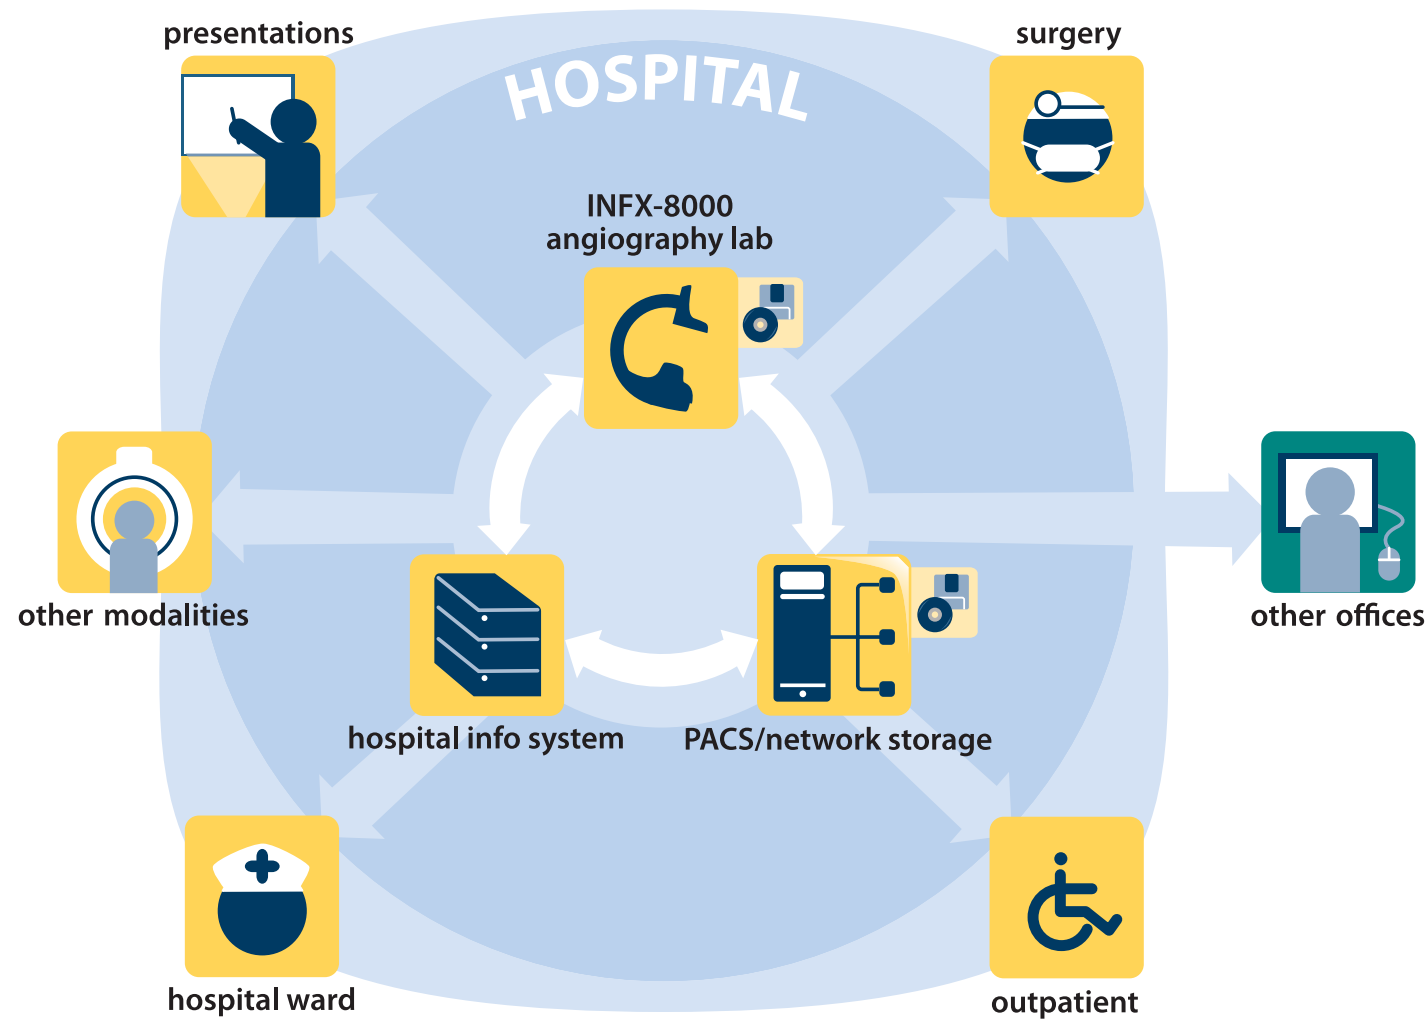 presentations
surgery
HOSPITAL
INFX-8000
angiography lab
other modalities
other offices
hospital info system
PACS/network storage
hospital ward
outpatient